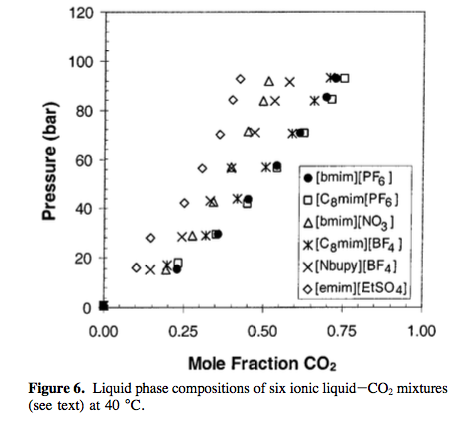 120
100
80
60
40
20
0
Pressure (bar)
[bmim][PF6]
[C8mim[PF6]
[bmim][NO3]
[C8mim][BF4]
[Nbupy][BF4]
[emim][EtSO4]
0.00 0.25 0.50 0.75 1.00
Mole Fraction CO2
Figure 6. Liquid phase compositions of six ionic liquid−CO2 mixtures
(see text) at 40 °C.